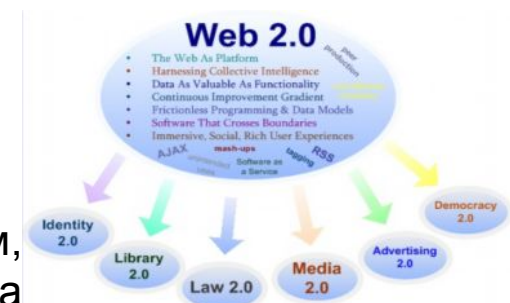 Web 2.0
peer production
• The Web As Platform
• Harnessing Collective Intelligence
• Data As Valuable As Functionality
• Continuous Improvement Gradient
• Frictionless Programming & Data Models
• Software That Crosses Boundaries
• Immersive, Social, Rich User Experiences
AJAX
mash-ups
tagging
RSS
Software as
a Service
Identity
2.0
Library
2.0
Law 2.0
Media
2.0
Advertising
2.0
Democracy
2.0
м,
а